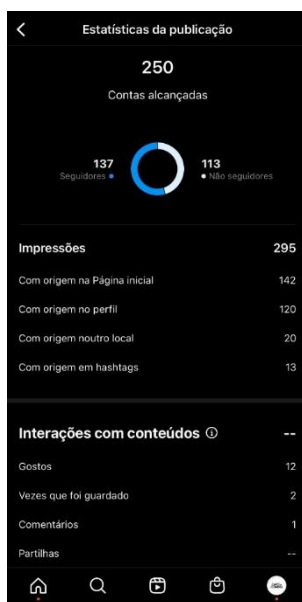 Estatísticas da publicação
250
Contas alcançadas
137 113
Seguidores Não seguidores
Impressões 295
Com origem na Página inicial 142
Com origem no perfil 120
Com origem noutro local 20
Com origem em hashtags 13
Interações com conteúdos --
Gostos 12
Vezes que foi guardado 2
Comentários 1
Partilhas --